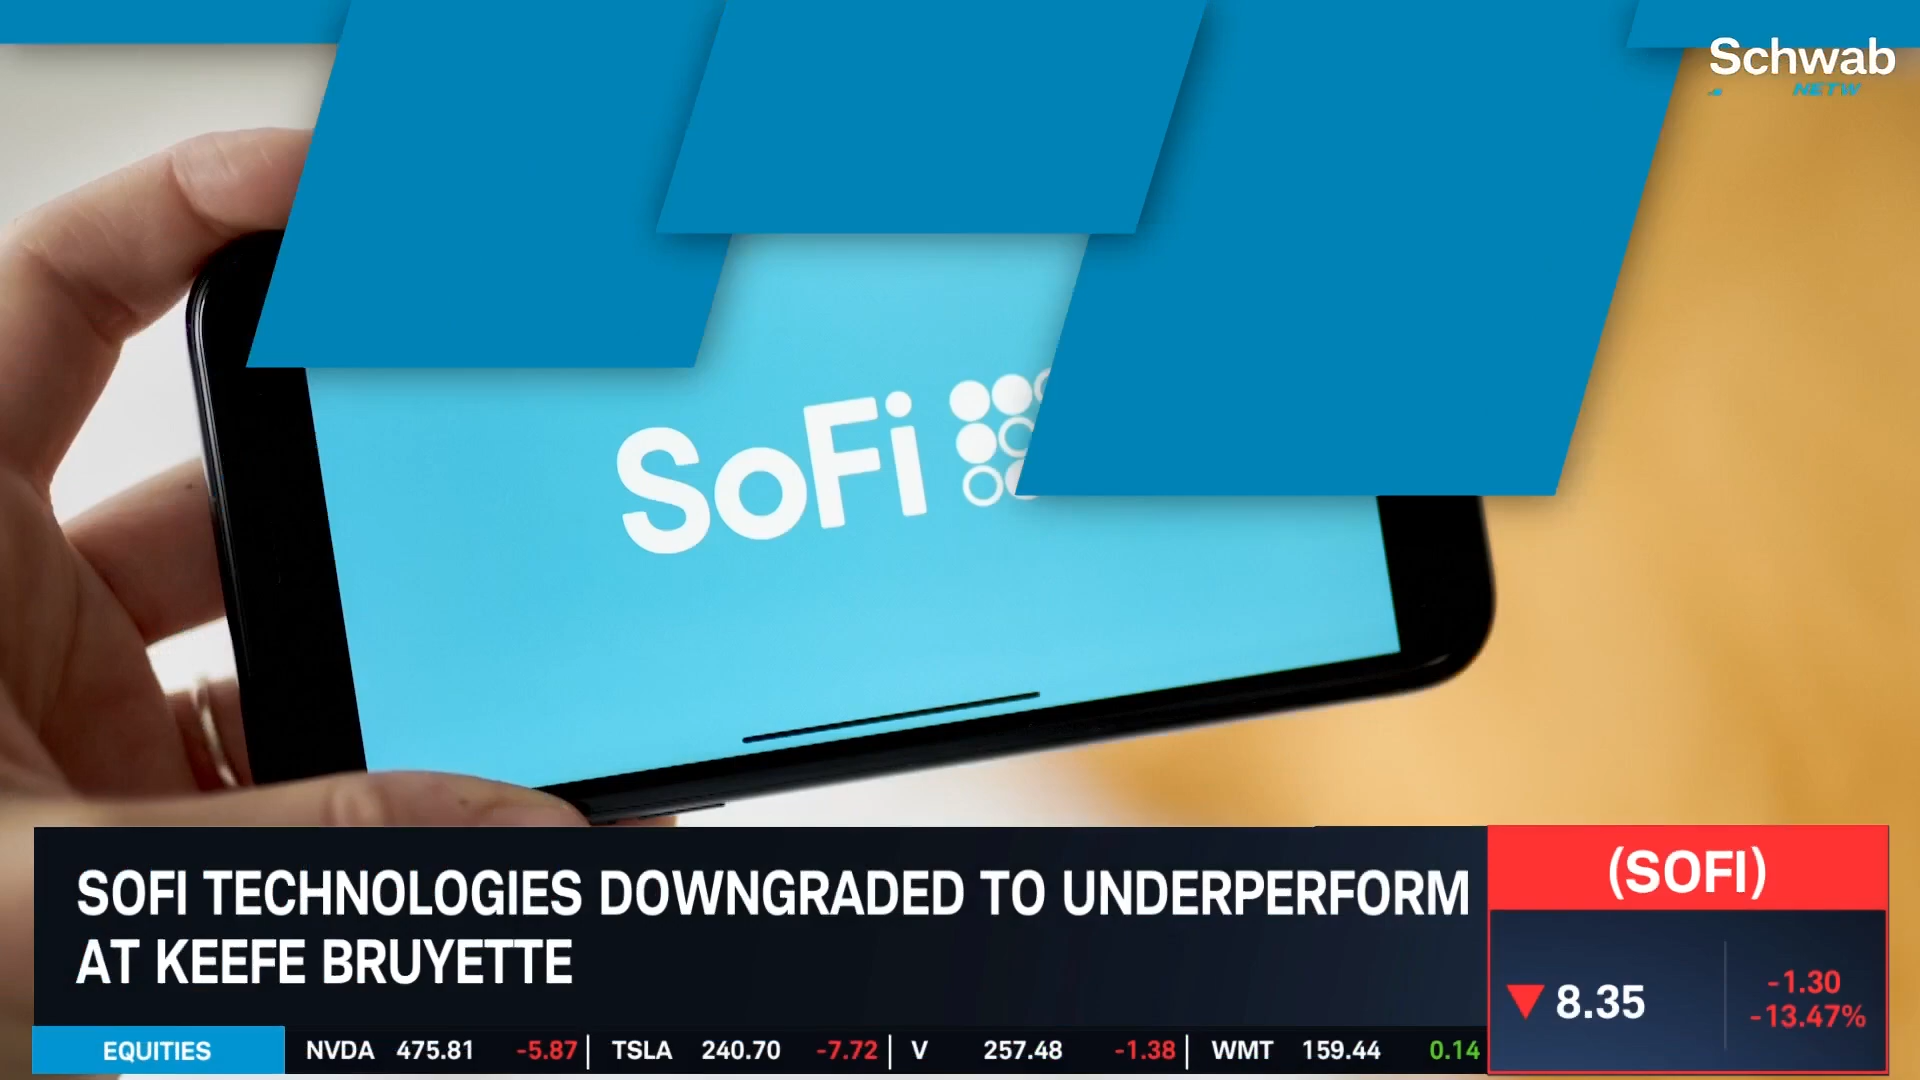 Schwab
NETW
SoFi
SOFI TECHNOLOGIES DOWNGRADED TO UNDERPERFORM
AT KEEFE BRUYETTE
(SOFI)
8.35
-1.30
-13.47%
EQUITIES
NVDA 475.81 -5.87 TSLA 240.70 -7.72 V 257.48 -1.38 WMT 159.44 0.14